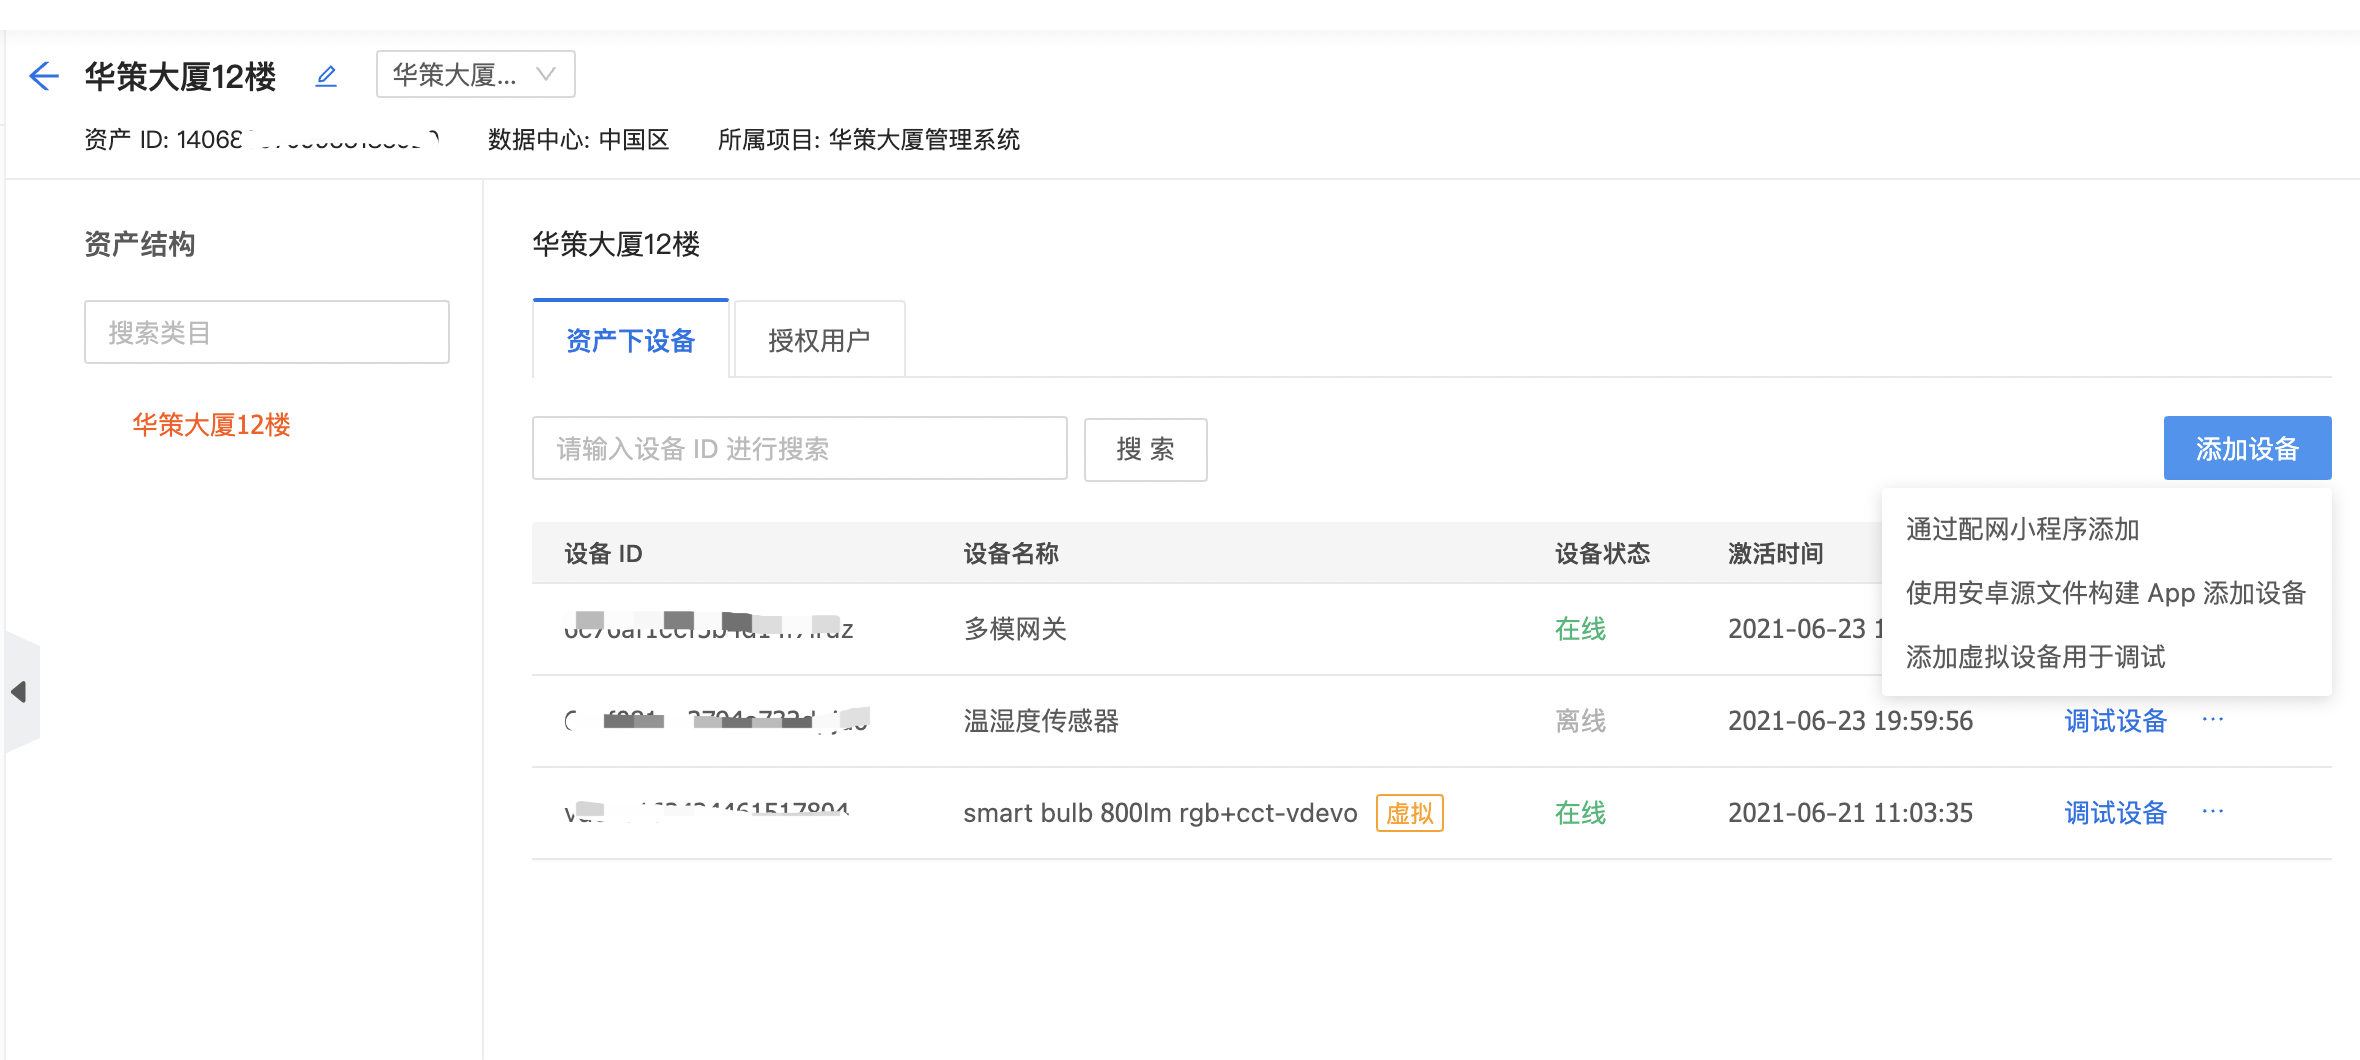 华策大厦12楼
华策大厦...
资产 ID: 14068
数据中心: 中国区
所属项目: 华策大厦管理系统
资产结构
搜索类目
华策大厦12楼
华策大厦12楼
资产下设备
授权用户
请输入设备 ID 进行搜索
搜 索
添加设备
通过配网小程序添加
使用安卓源文件构建 App 添加设备
添加虚拟设备用于调试
设备 ID
设备名称
设备状态
激活时间
多模网关
在线
2021-06-23 1
温湿度传感器
离线
2021-06-23 19:59:56
调试设备
...
smart bulb 800lm rgb+cct-vdevo
虚拟
在线
2021-06-21 11:03:35
调试设备
...